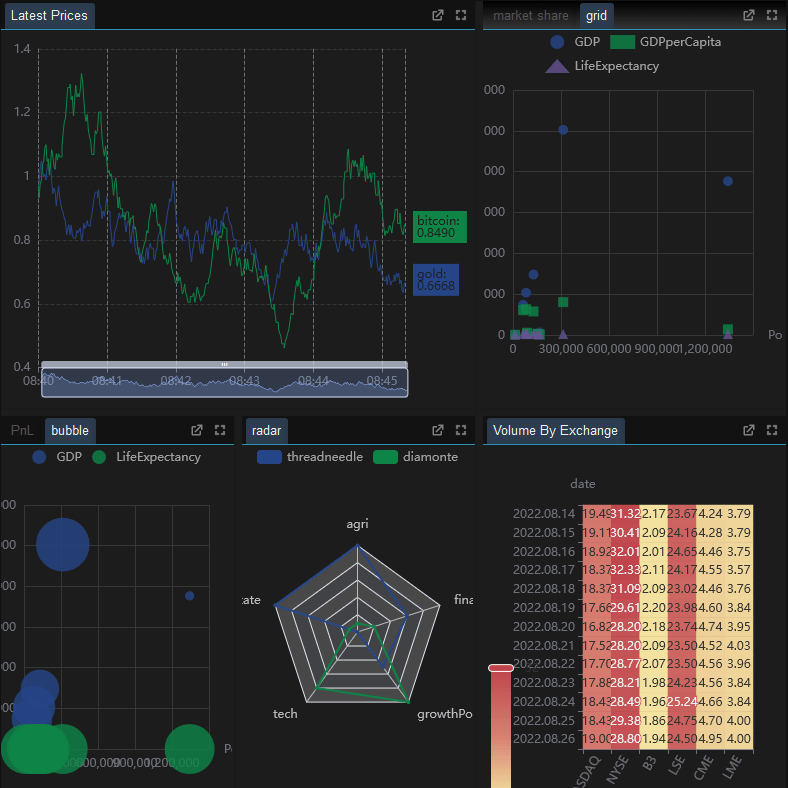 Latest Prices
1.4
1.2
1
0.8
0.6
0.4
bitcoin:
0.8490
gold:
0.6668
08:40 08:41 08:42 08:43 08:44 08:45
market share grid
GDP GDPperCapita
LifeExpectancy
000
000
000
000
000
000
0
0 300,000 600,000 900,000 1,200,000
Po
PnL bubble
GDP LifeExpectancy
000
000
000
000
000
000
900,000 1,200,000
radar
threadneedle diamonte
agri
fina
growthPo
tech
Volume By Exchange
date
2022.08.14 19.49 31.32 2.17 23.67 4.24 3.79
2022.08.15 19.11 30.41 2.09 24.16 4.28 3.79
2022.08.16 18.92 32.01 2.01 24.65 4.46 3.75
2022.08.17 18.37 32.33 2.11 24.17 4.55 3.57
2022.08.18 18.37 31.09 2.09 23.02 4.46 3.76
2022.08.19 17.66 29.61 2.20 23.98 4.60 3.84
2022.08.20 16.82 28.20 2.18 23.74 4.74 3.95
2022.08.21 17.52 28.20 2.09 23.50 4.52 4.03
2022.08.22 17.70 28.77 2.07 23.50 4.56 3.96
2022.08.23 17.88 28.21 1.98 24.23 4.56 3.84
2022.08.24 18.43 28.49 1.96 25.24 4.66 3.84
2022.08.25 18.43 29.38 1.86 24.75 4.70 4.00
2022.08.26 19.00 28.80 1.94 24.50 4.95 4.00
SDAQ NYSE B3 LSE CME LME